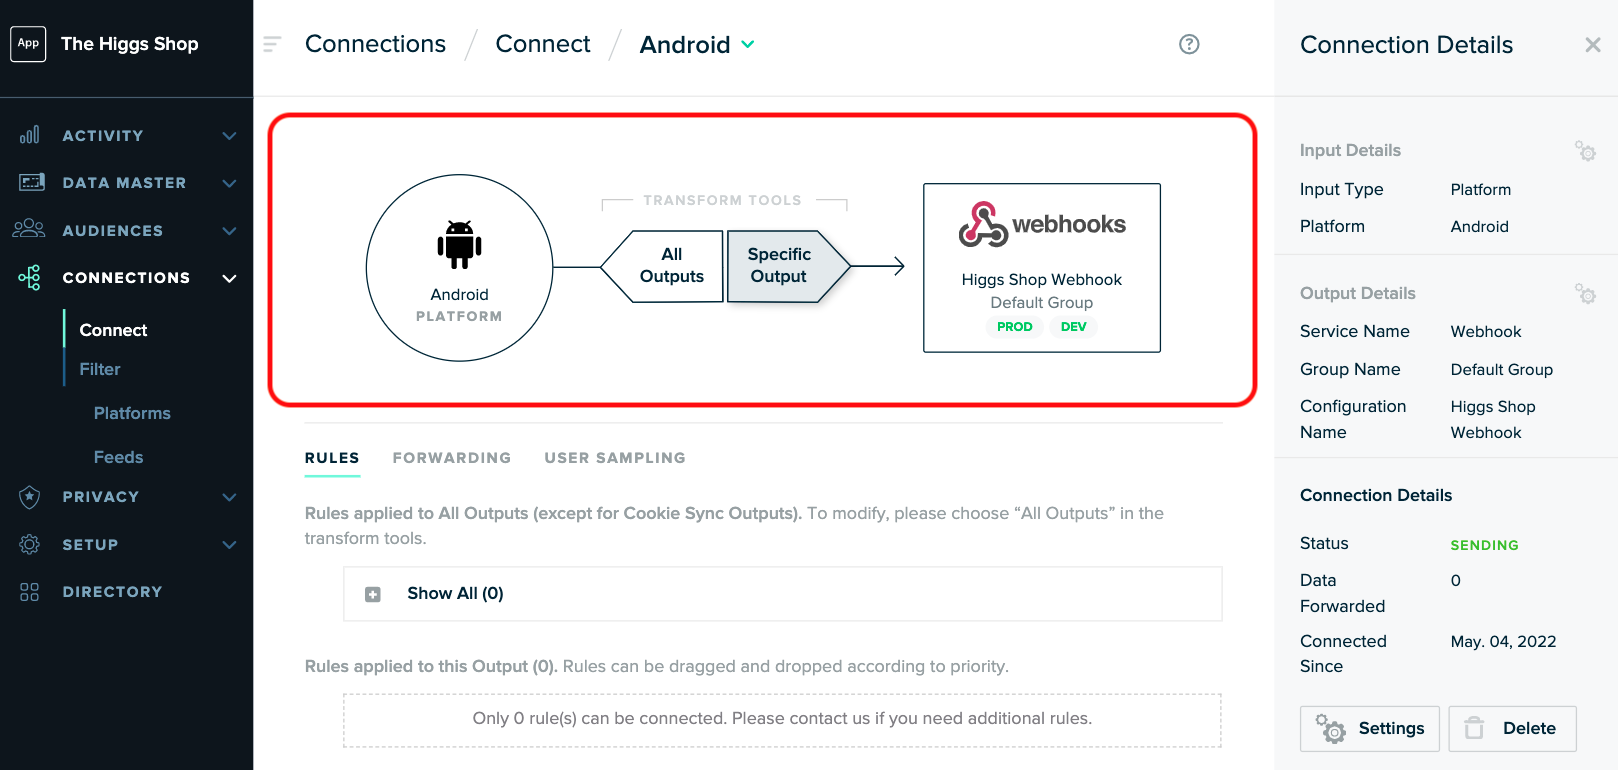 App
The Higgs Shop
ACTIVITY
DATA MASTER
AUDIENCES
CONNECTIONS
Connect
Filter
Platforms
Feeds
PRIVACY
SETUP
DIRECTORY
Connections / Connect / Android
?
Android
PLATFORM
TRANSFORM TOOLS
All
Outputs
Specific
Output
webhooks
Higgs Shop Webhook
Default Group
PROD DEV
RULES FORWARDING USER SAMPLING
Rules applied to All Outputs (except for Cookie Sync Outputs). To modify, please choose “All Outputs” in the
transform tools.
Show All (0)
Rules applied to this Output (0). Rules can be dragged and dropped according to priority.
Only 0 rule(s) can be connected. Please contact us if you need additional rules.
Connection Details
Input Details
Input Type Platform
Platform Android
Output Details
Service Name Webhook
Group Name Default Group
Configuration Higgs Shop
Name Webhook
Connection Details
Status SENDING
Data 0
Forwarded
Connected May. 04, 2022
Since
Settings Delete